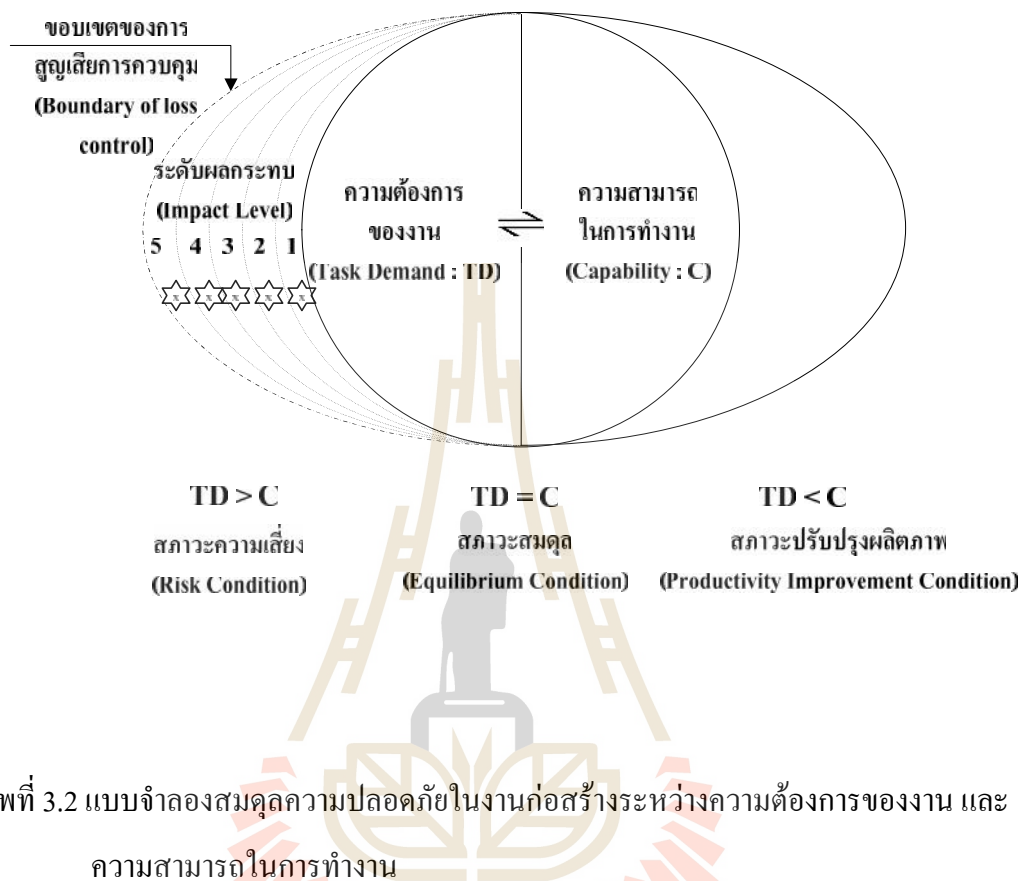 ขอบเขตของการ
สูญเสียการควบคุม
(Boundary of loss
control)
ระดับผลกระทบ
(Impact Level)
5 4 3 2 1
x x x x x
ความต้องการ
ของงาน
(Task Demand : TD)
⇌
ความสามารถ
ในการทำงาน
(Capability : C)
TD > C
สภาวะความเสี่ยง
(Risk Condition)
TD = C
สภาวะสมดุล
(Equilibrium Condition)
TD < C
สภาวะปรับปรุงผลิตภาพ
(Productivity Improvement Condition)
พที่ 3.2 แบบจำลองสมดุลความปลอดภัยในงานก่อสร้างระหว่างความต้องการของงาน และ
ความสามารถในการทำงาน